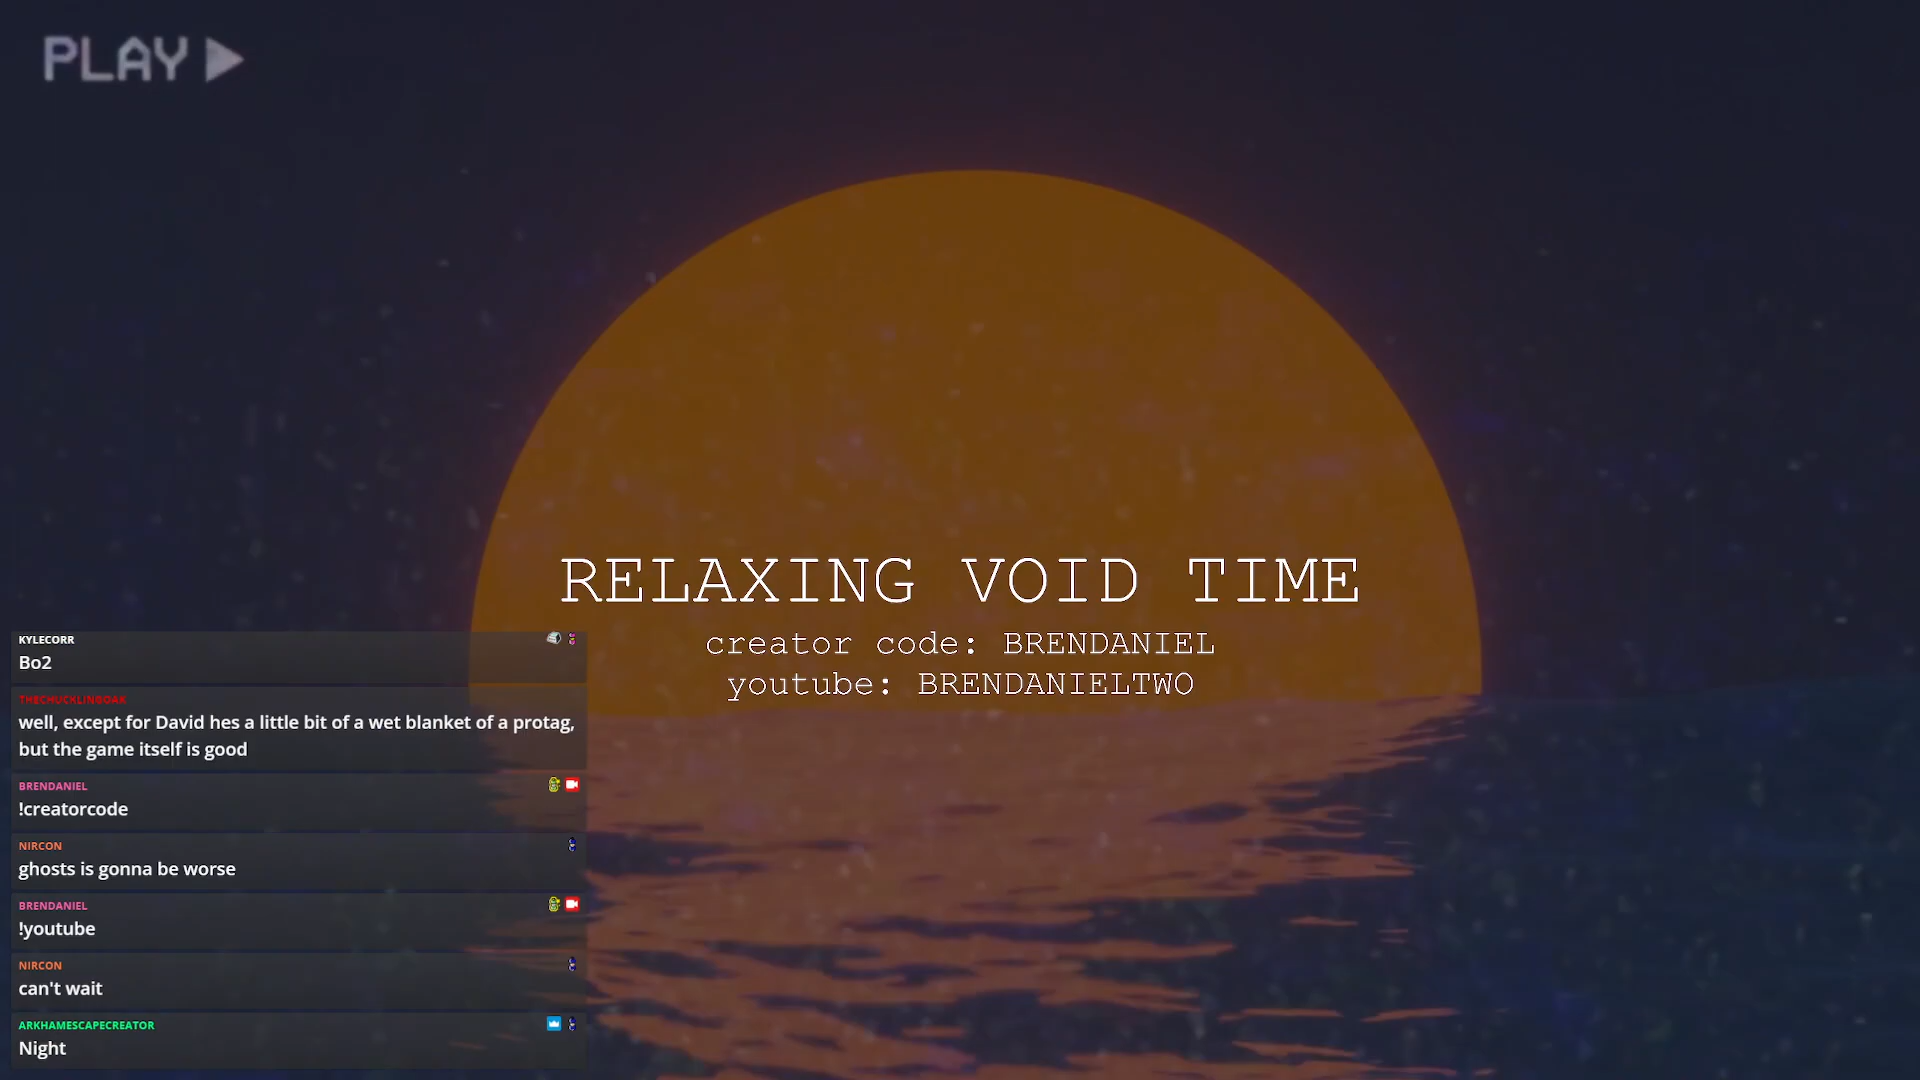 PLAY
RELAXING VOID TIME
creator code: BRENDANIEL
youtube: BRENDANIELTWO
KYLECORR
Bo2
THECHUCKLINGOAK
well, except for David hes a little bit of a wet blanket of a protag,
but the game itself is good
BRENDANIEL
!creatorcode
NIRCON
ghosts is gonna be worse
BRENDANIEL
!youtube
NIRCON
can't wait
ARKHAMESCAPECREATOR
Night